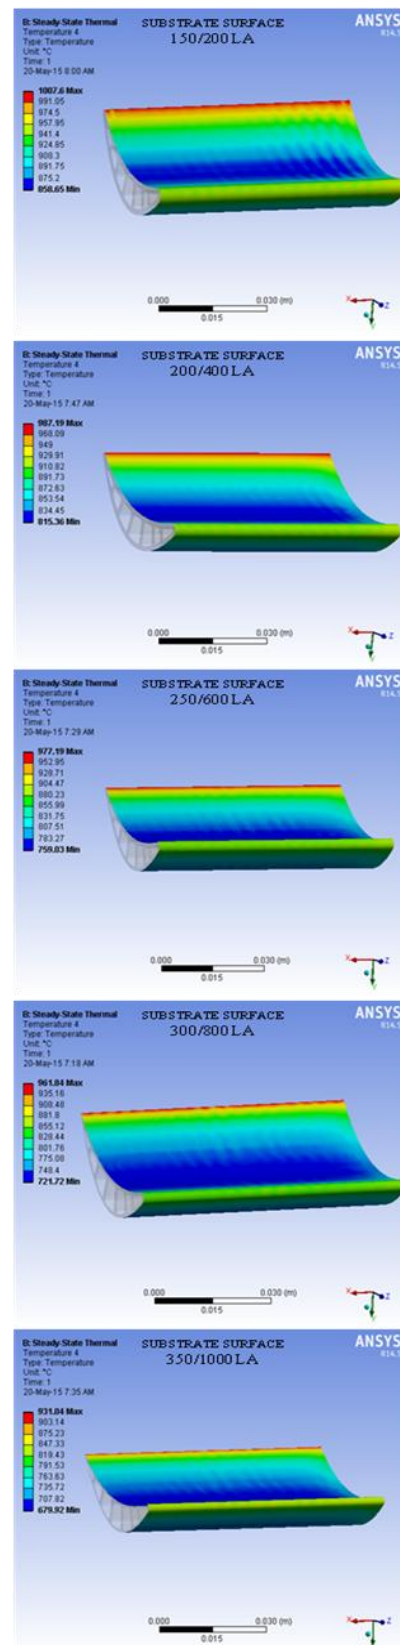 B: Steady-State Thermal
Temperature 4
Type: Temperature
Unit: °C
Time: 1
20-May-15 8:00 AM
SUBSTRATE SURFACE
150/200 LA
ANSYS
R14.5
1007.6 Max
991.05
974.5
957.95
941.4
924.85
908.3
891.75
875.2
858.65 Min
0.000
0.030 (m)
0.015
X
Z
Y
B: Steady-State Thermal
Temperature 4
Type: Temperature
Unit: °C
Time: 1
20-May-15 7:47 AM
SUBSTRATE SURFACE
200/400 LA
ANSYS
R14.5
987.19 Max
968.09
949
929.91
910.82
891.73
872.63
853.54
834.45
815.36 Min
0.000
0.030 (m)
0.015
X
Z
Y
B: Steady-State Thermal
Temperature 4
Type: Temperature
Unit: °C
Time: 1
20-May-15 7:29 AM
SUBSTRATE SURFACE
250/600 LA
ANSYS
R14.5
977.19 Max
952.95
928.71
904.47
880.23
855.99
831.75
807.51
783.27
759.03 Min
0.000
0.030 (m)
0.015
X
Z
Y
B: Steady-State Thermal
Temperature 4
Type: Temperature
Unit: °C
Time: 1
20-May-15 7:18 AM
SUBSTRATE SURFACE
300/800 LA
ANSYS
R14.5
961.84 Max
935.16
908.48
881.8
855.12
828.44
801.76
775.08
748.4
721.72 Min
0.000
0.030 (m)
0.015
X
Z
Y
B: Steady-State Thermal
Temperature 4
Type: Temperature
Unit: °C
Time: 1
20-May-15 7:35 AM
SUBSTRATE SURFACE
350/1000 LA
ANSYS
R14.5
931.04 Max
903.14
875.23
847.33
819.43
791.53
763.63
735.72
707.82
679.92 Min
0.000
0.030 (m)
0.015
X
Z
Y